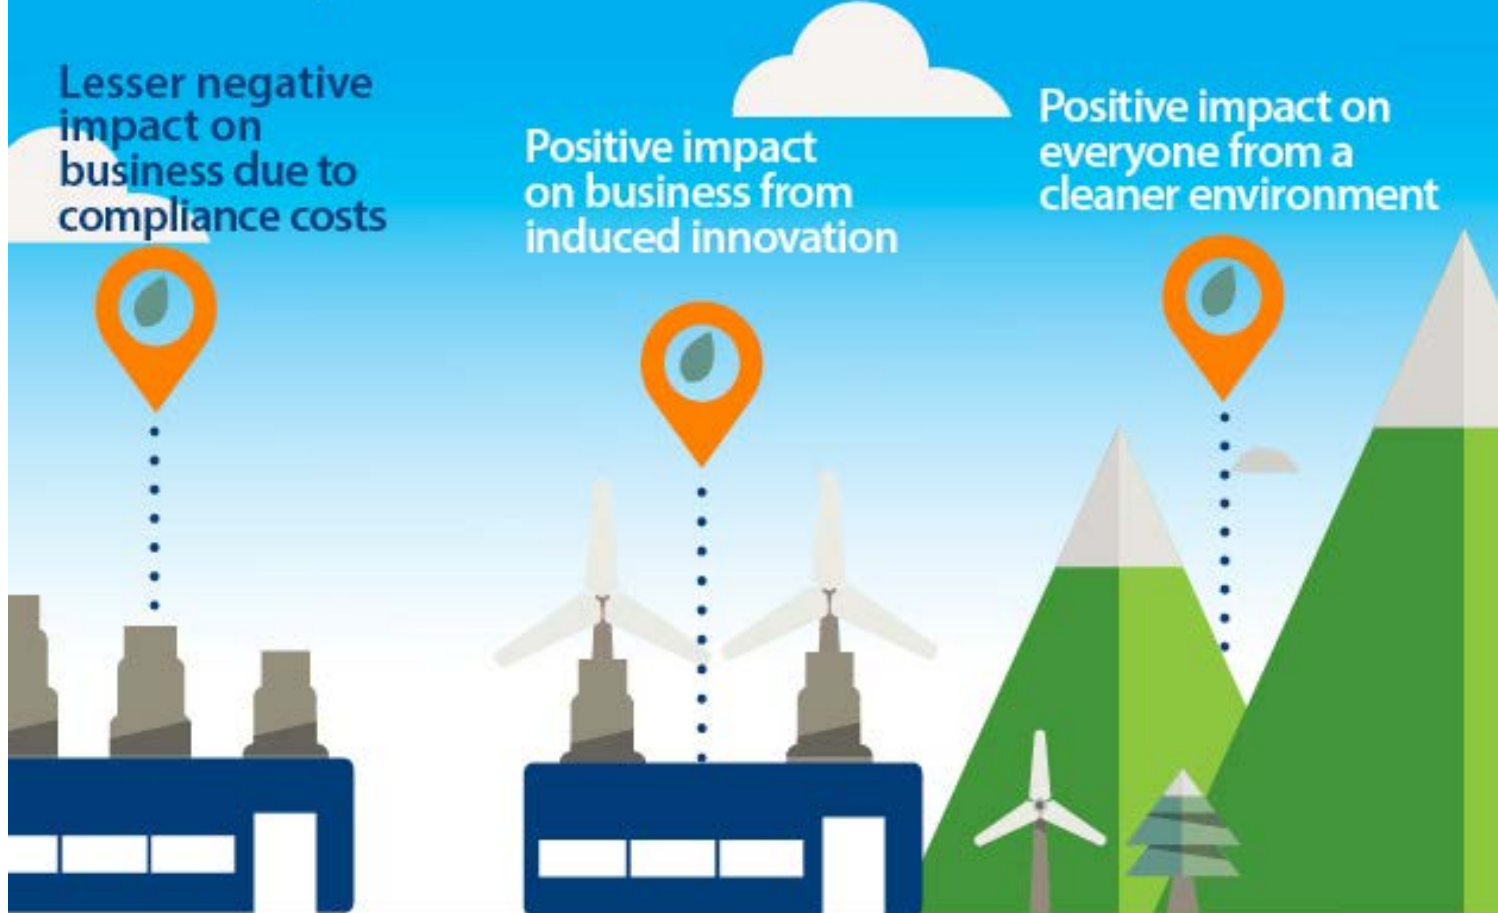 Lesser negative
impact on
business due to
compliance costs
Positive impact
on business from
induced innovation
Positive impact on
everyone from a
cleaner environment